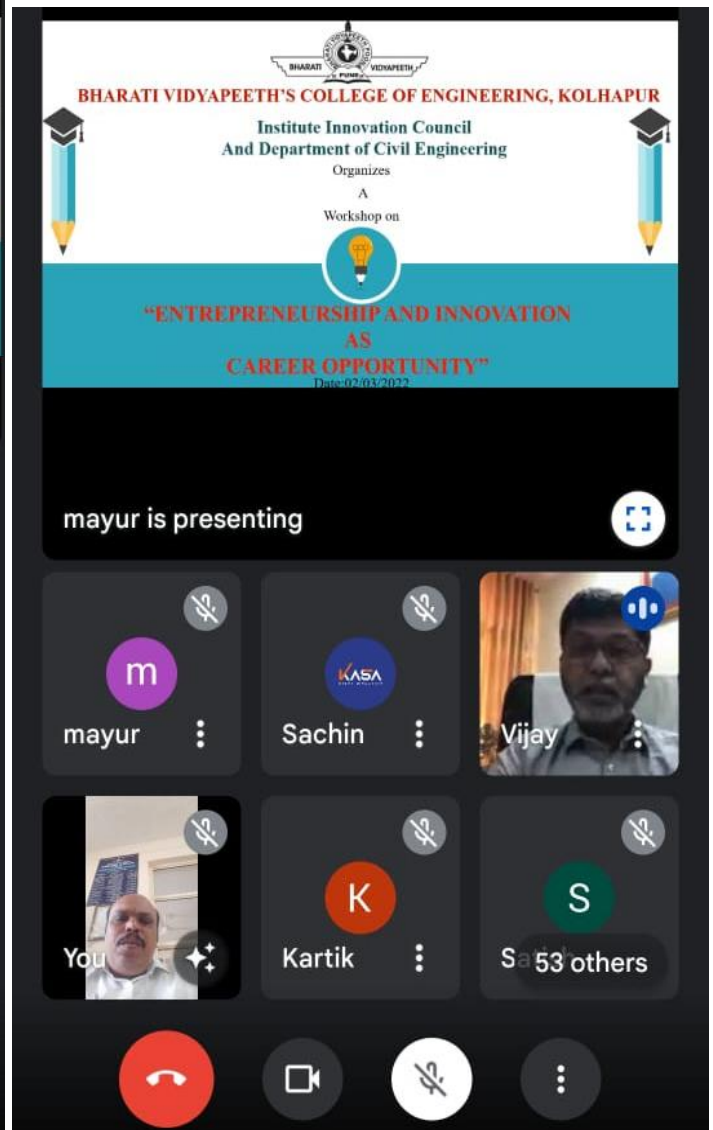 BHARATI VIDYAPEETH
PUNE
BHARATI VIDYAPEETH'S COLLEGE OF ENGINEERING, KOLHAPUR
Institute Innovation Council
And Department of Civil Engineering
Organizes
A
Workshop on
“ENTREPRENEURSHIP AND INNOVATION
AS
CAREER OPPORTUNITY”
Date:02/03/2022
mayur is presenting
m
KASA
mayur
Sachin
Vijay
K
S
You
Kartik
53 others